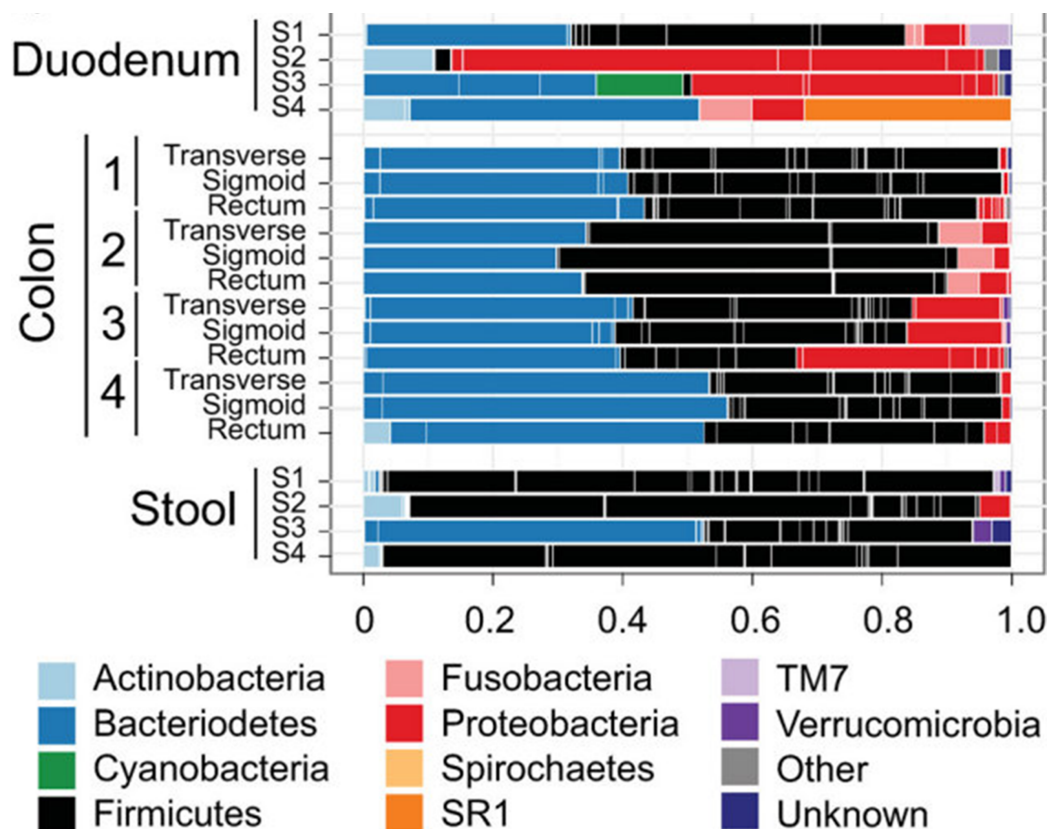 Duodenum
S1
S2
S3
S4
Colon
1
Transverse
Sigmoid
Rectum
2
Transverse
Sigmoid
Rectum
3
Transverse
Sigmoid
Rectum
4
Transverse
Sigmoid
Rectum
Stool
S1
S2
S3
S4
0 0.2 0.4 0.6 0.8 1.0
Actinobacteria Fusobacteria TM7
Bacteriodetes Proteobacteria Verrucomicrobia
Cyanobacteria Spirochaetes Other
Firmicutes SR1 Unknown